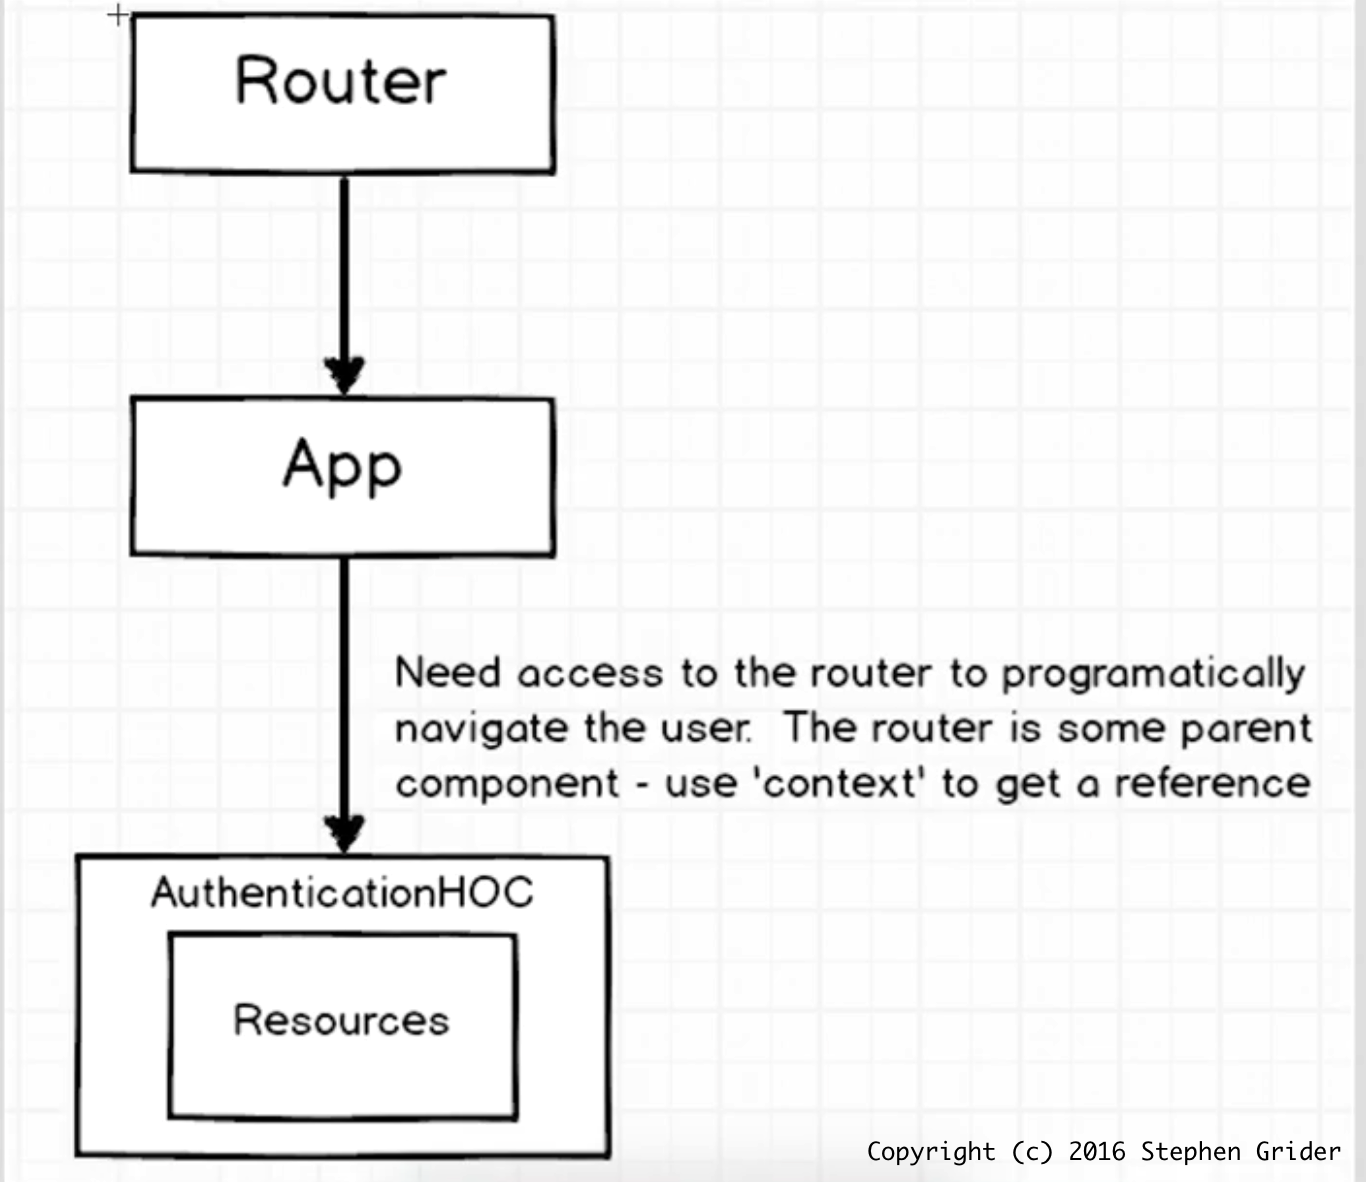 Router
App
Need access to the router to programatically
navigate the user. The router is some parent
component - use 'context' to get a reference
AuthenticationHOC
Resources
Copyright (c) 2016 Stephen Grider